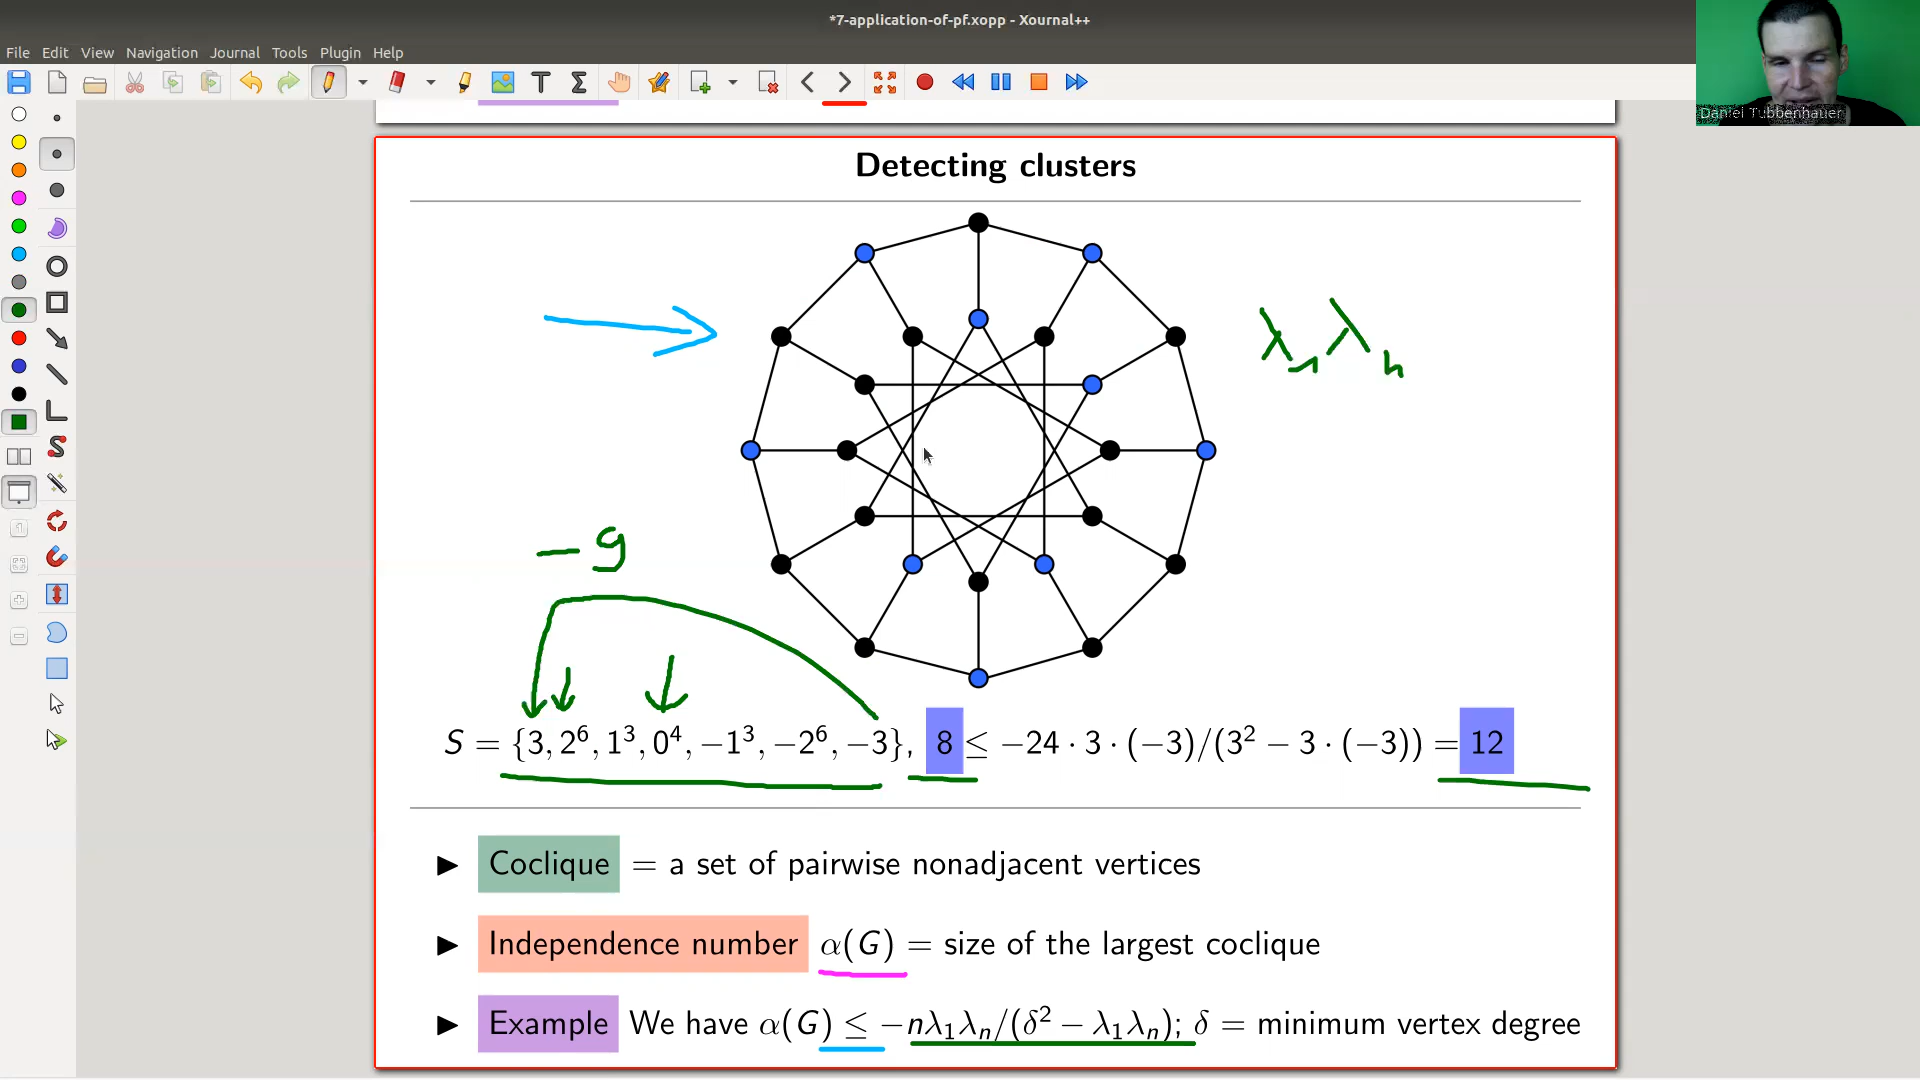 *7-application-of-pf.xopp - Xournal++
File Edit View Navigation Journal Tools Plugin Help
Daniel Tubbenhauer
Detecting clusters
λ₁λₙ
-9
S = {3, 2⁶, 1³, 0⁴, −1³, −2⁶, −3}, 8 ≤ −24 · 3 · (−3)/(3² − 3 · (−3)) = 12
▶ Coclique = a set of pairwise nonadjacent vertices
▶ Independence number α(G) = size of the largest coclique
▶ Example We have α(G) ≤ −nλ₁λₙ/(δ² − λ₁λₙ); δ = minimum vertex degree